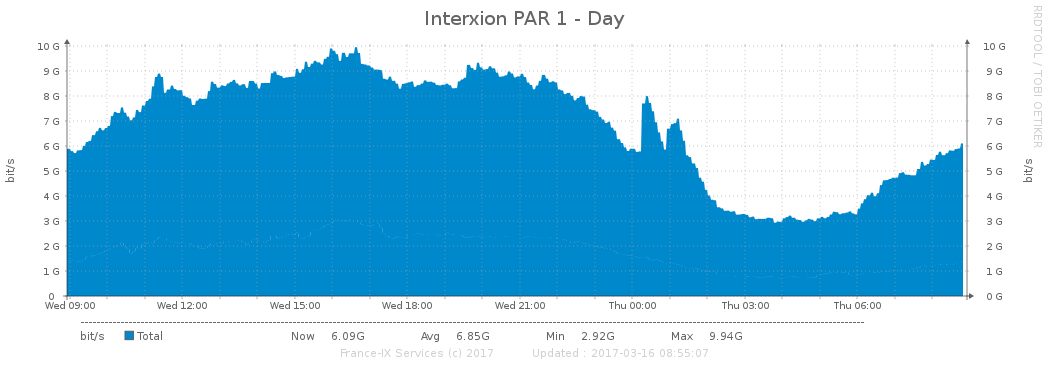 Interxion PAR 1 - Day
RRDTOOL / TOBI OETIKER
bit/s
10 G 10 G
9 G 9 G
8 G 8 G
7 G 7 G
6 G 6 G
5 G 5 G
4 G 4 G
3 G 3 G
2 G 2 G
1 G 1 G
0 0 G
bit/s
Wed 09:00 Wed 12:00 Wed 15:00 Wed 18:00 Wed 21:00 Thu 00:00 Thu 03:00 Thu 06:00
bit/s Total Now 6.09G Avg 6.85G Min 2.92G Max 9.94G
France-IX Services (c) 2017 Updated : 2017-03-16 08:55:07